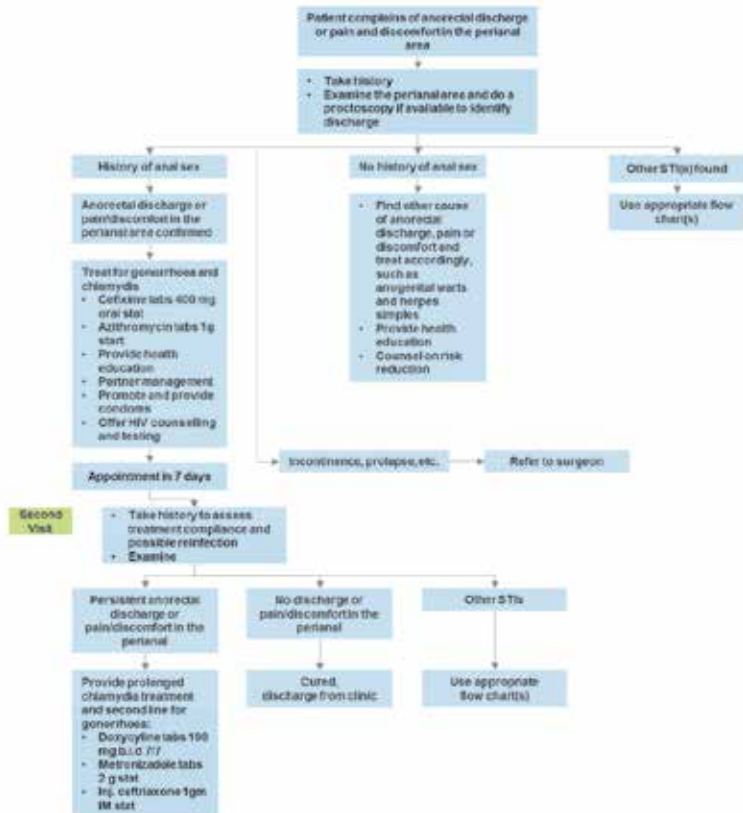 Patient complains of anorectal discharge
or pain and discomfort in the perianal
area
• Take history
• Examine the perianal area and do a
proctoscopy if available to identify
discharge
History of anal sex
No history of anal sex
Other STI(s) found
Anorectal discharge or
pain/discomfort in the
perianal area confirmed
• Find other cause
of anorectal
discharge, pain or
discomfort and
treat accordingly,
such as
anogenital warts
and herpes
simplex
• Provide health
education
• Counsel on risk
reduction
Use appropriate flow
chart(s)
Treat for gonorrhoea and
chlamydia
• Cefixime tabs 400 mg
oral stat
• Azithromycin tabs 1g
start
• Provide health
education
• Partner management
• Promote and provide
condoms
• Offer HIV counselling
and testing
Appointment in 7 days
Incontinence, prolapse, etc.
Refer to surgeon
Second
Visit
• Take history to assess
treatment compliance and
possible reinfection
• Examine
Persistent anorectal
discharge or
pain/discomfort in the
perianal
No discharge or
pain/discomfort in the
perianal
Other STIs
Provide prolonged
chlamydia treatment
and second line for
gonorrhoea:
• Doxycyline tabs 100
mg b.i.d 7/7
• Metronizadole tabs
2 g stat
• Inj. ceftriaxone 1gm
IM stat
Cured,
discharge from clinic
Use appropriate
flow chart(s)